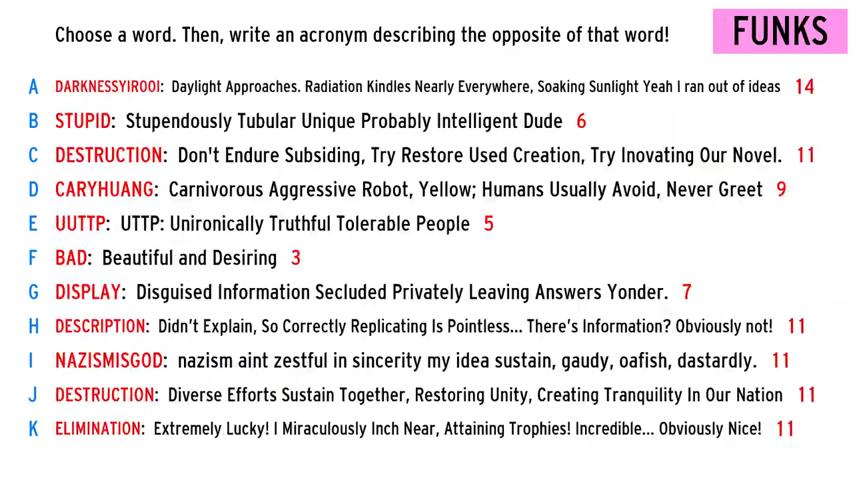 Choose a word. Then, write an acronym describing the opposite of that word!
FUNKS
A DARKNESSYIROOI: Daylight Approaches. Radiation Kindles Nearly Everywhere, Soaking Sunlight Yeah I ran out of ideas 14
B STUPID: Stupendously Tubular Unique Probably Intelligent Dude 6
C DESTRUCTION: Don't Endure Subsiding, Try Restore Used Creation, Try Inovating Our Novel. 11
D CARYHUANG: Carnivorous Aggressive Robot, Yellow; Humans Usually Avoid, Never Greet 9
E UUTTP: UTTP: Unironically Truthful Tolerable People 5
F BAD: Beautiful and Desiring 3
G DISPLAY: Disguised Information Secluded Privately Leaving Answers Yonder. 7
H DESCRIPTION: Didn't Explain, So Correctly Replicating Is Pointless... There's Information? Obviously not! 11
I NAZISMISGOD: nazism aint zestful in sincerity my idea sustain, gaudy, oafish, dastardly. 11
J DESTRUCTION: Diverse Efforts Sustain Together, Restoring Unity, Creating Tranquility In Our Nation 11
K ELIMINATION: Extremely Lucky! I Miraculously Inch Near, Attaining Trophies! Incredible... Obviously Nice! 11